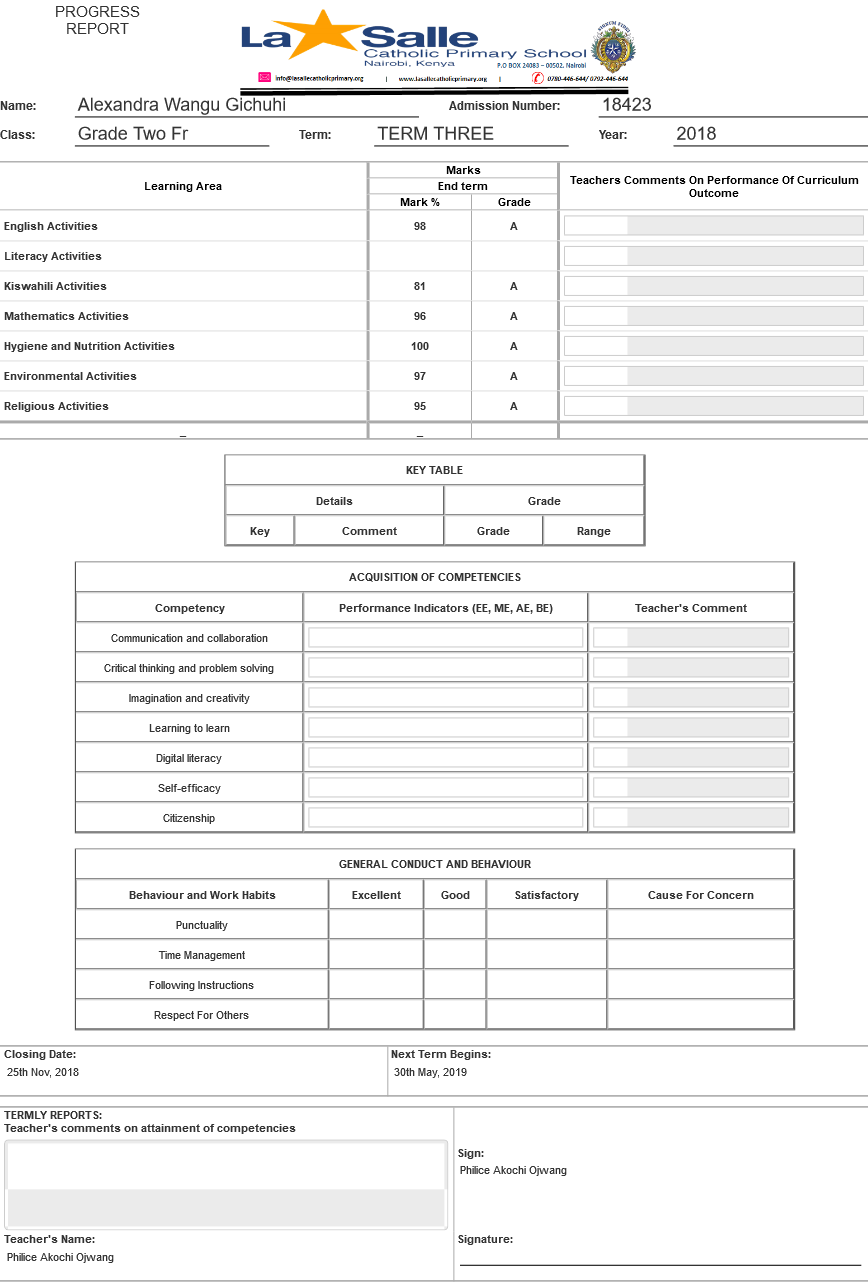 PROGRESS
REPORT
La Salle
Catholic Primary School
Nairobi, Kenya
P.O BOX 24083 – 00502, Nairobi
info@lasallecatholicprimary.org | www.lasallecatholicprimary.org | 0780-446-644/ 0792-446-644
Name: Alexandra Wangu Gichuhi Admission Number: 18423
Class: Grade Two Fr Term: TERM THREE Year: 2018
Learning Area Marks Teachers Comments On Performance Of Curriculum Outcome
End term
Mark % Grade
English Activities 98 A
Literacy Activities
Kiswahili Activities 81 A
Mathematics Activities 96 A
Hygiene and Nutrition Activities 100 A
Environmental Activities 97 A
Religious Activities 95 A
_ _
KEY TABLE
Details Grade
Key Comment Grade Range
ACQUISITION OF COMPETENCIES
Competency Performance Indicators (EE, ME, AE, BE) Teacher's Comment
Communication and collaboration
Critical thinking and problem solving
Imagination and creativity
Learning to learn
Digital literacy
Self-efficacy
Citizenship
GENERAL CONDUCT AND BEHAVIOUR
Behaviour and Work Habits Excellent Good Satisfactory Cause For Concern
Punctuality
Time Management
Following Instructions
Respect For Others
Closing Date: Next Term Begins:
25th Nov, 2018 30th May, 2019
TERMLY REPORTS:
Teacher's comments on attainment of competencies
Sign:
Philice Akochi Ojwang
Teacher's Name: Signature:
Philice Akochi Ojwang